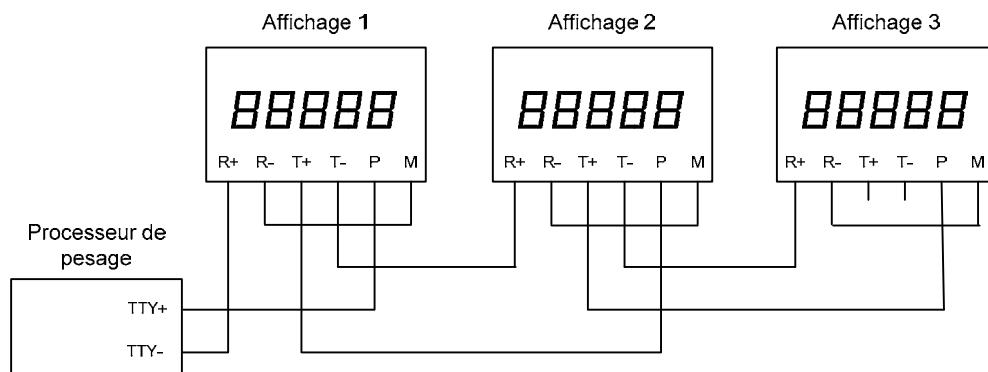 Affichage 1
Affichage 2
Affichage 3
88888
88888
88888
R+ R- T+ T- P M
R+ R- T+ T- P M
R+ R- T+ T- P M
Processeur de
pesage
TTY+
TTY-